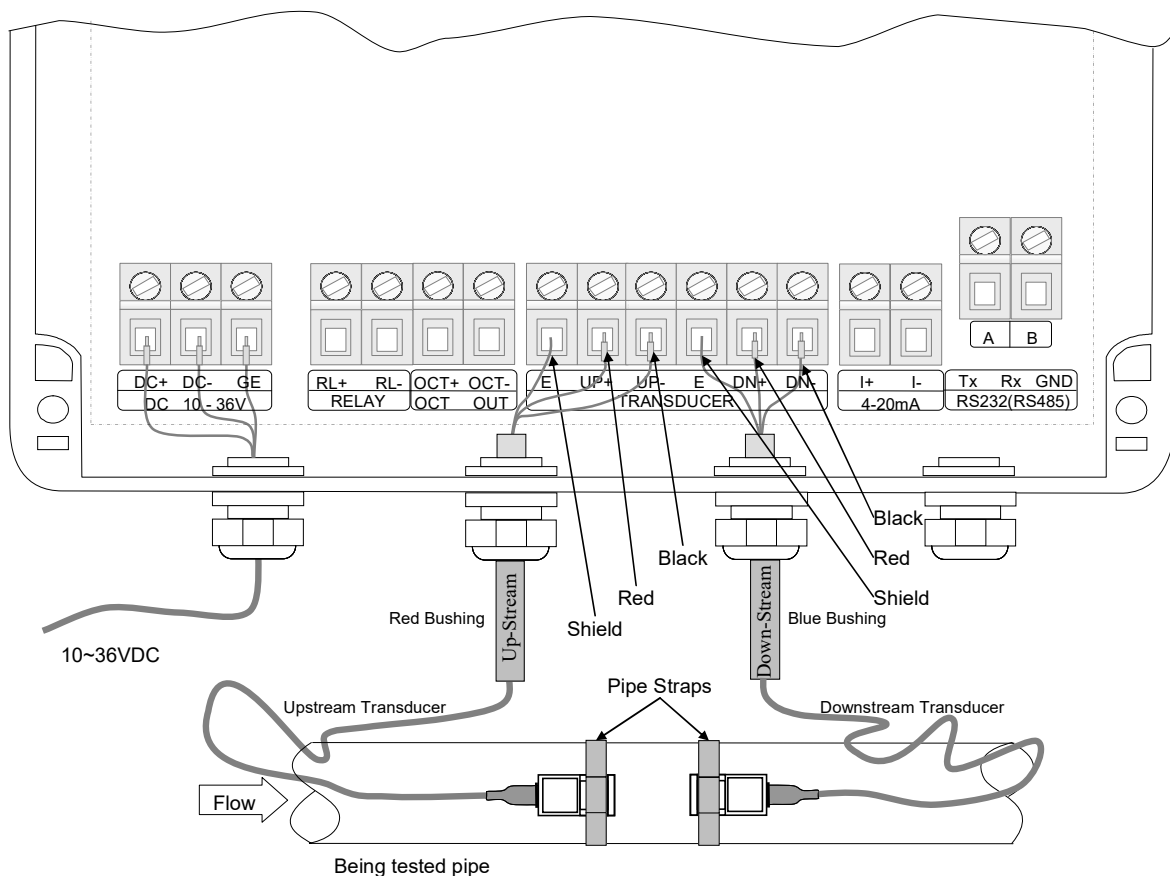 A B
DC+ DC- GE
DC 10 - 36V
RL+ RL-
RELAY
OCT+ OCT-
OCT OUT
E UP+ UP- E DN+ DN-
TRANSDUCER
I+ I-
4-20mA
Tx Rx GND
RS232(RS485)
Black
Red
Shield
Black
Red
Shield
Red Bushing
Up-Stream
Down-Stream
Blue Bushing
10~36VDC
Pipe Straps
Upstream Transducer
Downstream Transducer
Flow
Being tested pipe